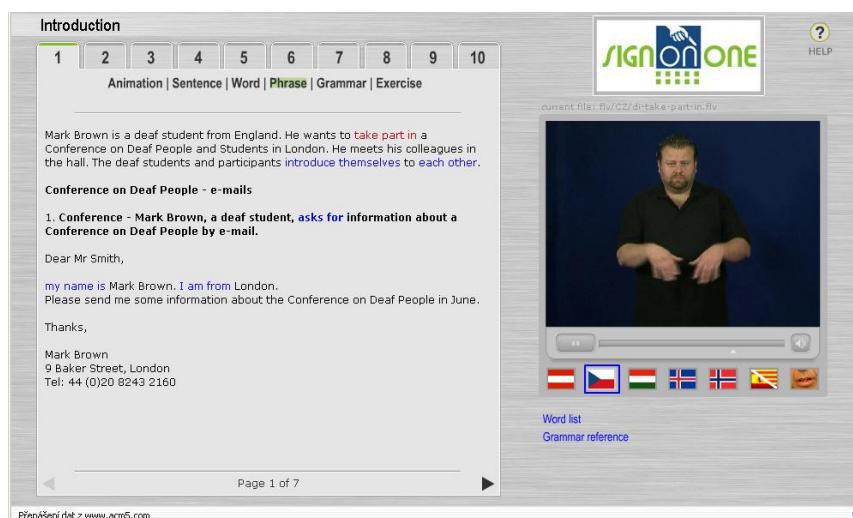 Introduction
1 2 3 4 5 6 7 8 9 10
Animation | Sentence | Word | Phrase | Grammar | Exercise
Mark Brown is a deaf student from England. He wants to take part in a
Conference on Deaf People and Students in London. He meets his colleagues in
the hall. The deaf students and participants introduce themselves to each other.
Conference on Deaf People - e-mails
1. Conference - Mark Brown, a deaf student, asks for information about a
Conference on Deaf People by e-mail.
Dear Mr Smith,
my name is Mark Brown. I am from London.
Please send me some information about the Conference on Deaf People in June.
Thanks,
Mark Brown
9 Baker Street, London
Tel: 44 (0)20 8243 2160
Page 1 of 7
SIGN ON ONE
?
HELP
current file: flv/CZ/di-take-part-in.flv
Word list
Grammar reference
Přenášení dat z www.acm5.com